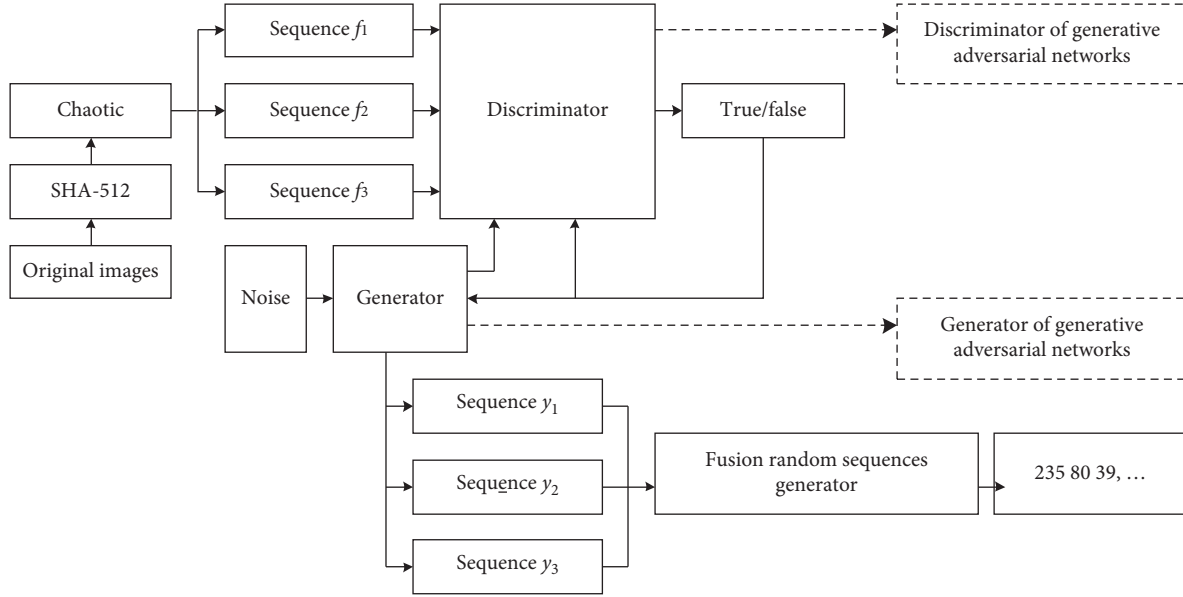 Sequence f1
Discriminator of generative
adversarial networks
Chaotic
Sequence f2
Discriminator
True/false
SHA-512
Sequence f3
Original images
Noise
Generator
Generator of generative
adversarial networks
Sequence y1
Fusion random sequences
generator
235 80 39, …
Sequence y2
Sequence y3